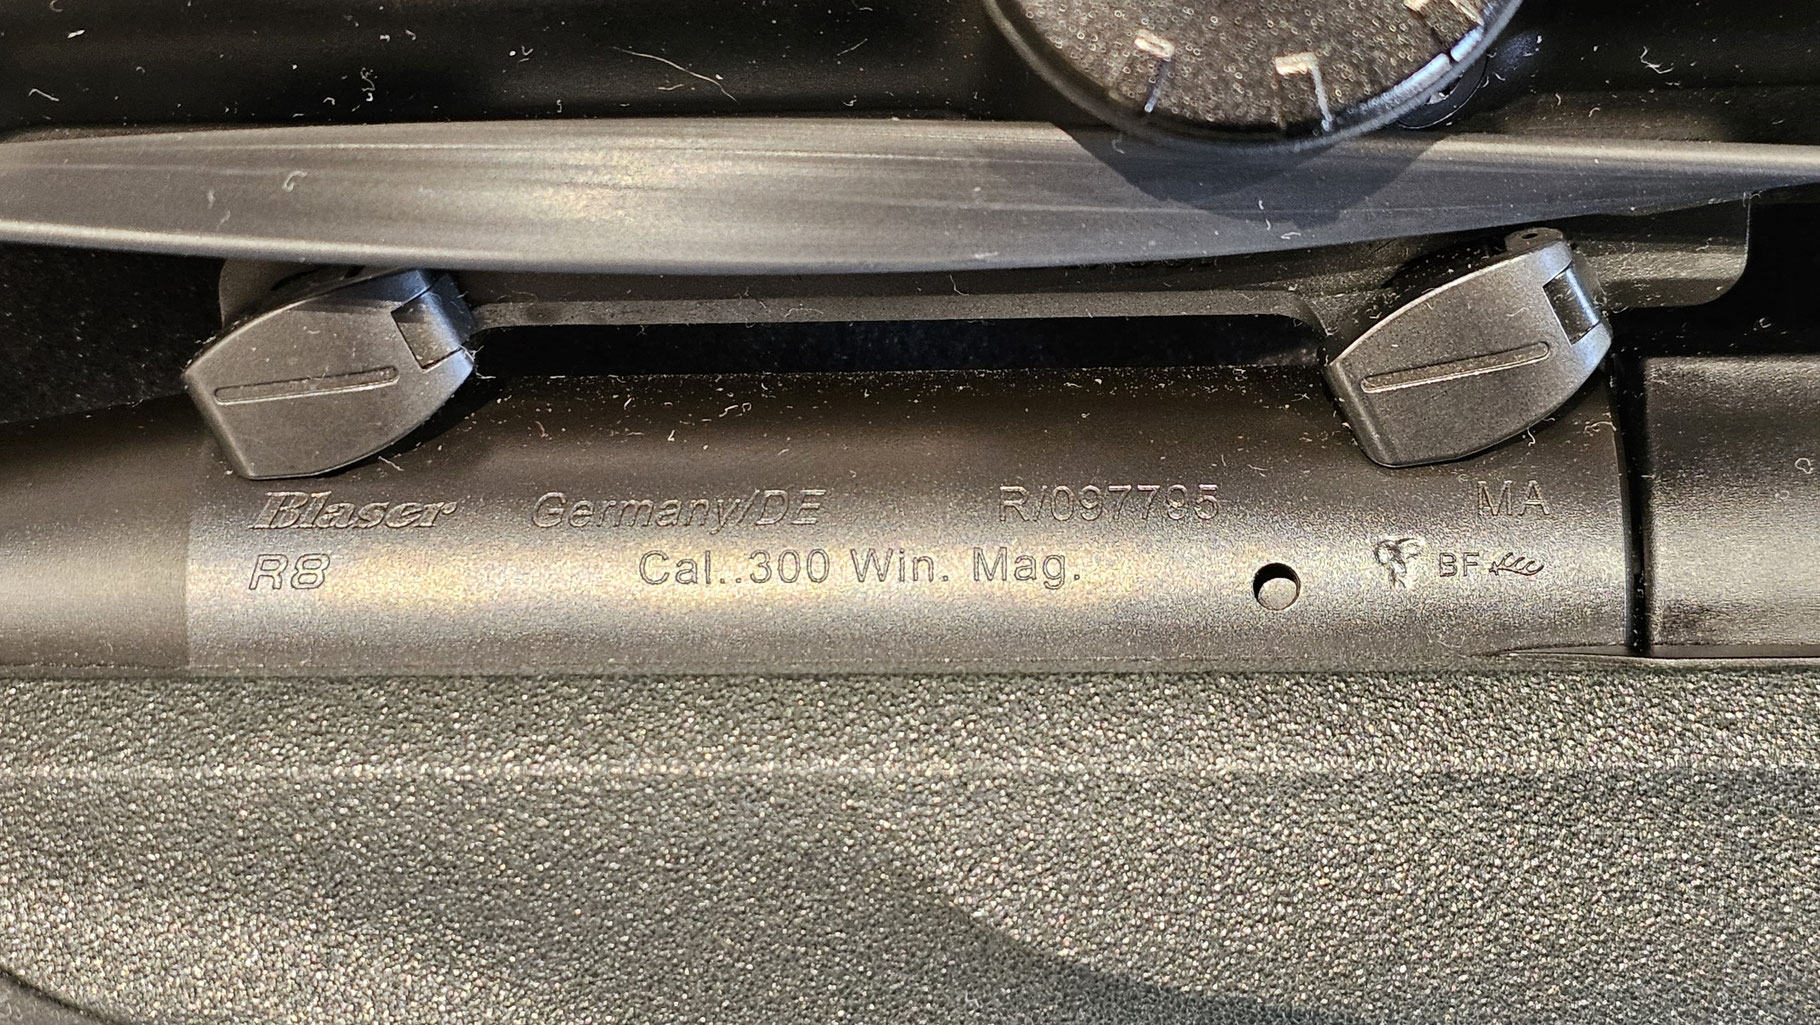 Blaser Germany/DE R/097795 MA
R8 Cal..300 Win. Mag. BF